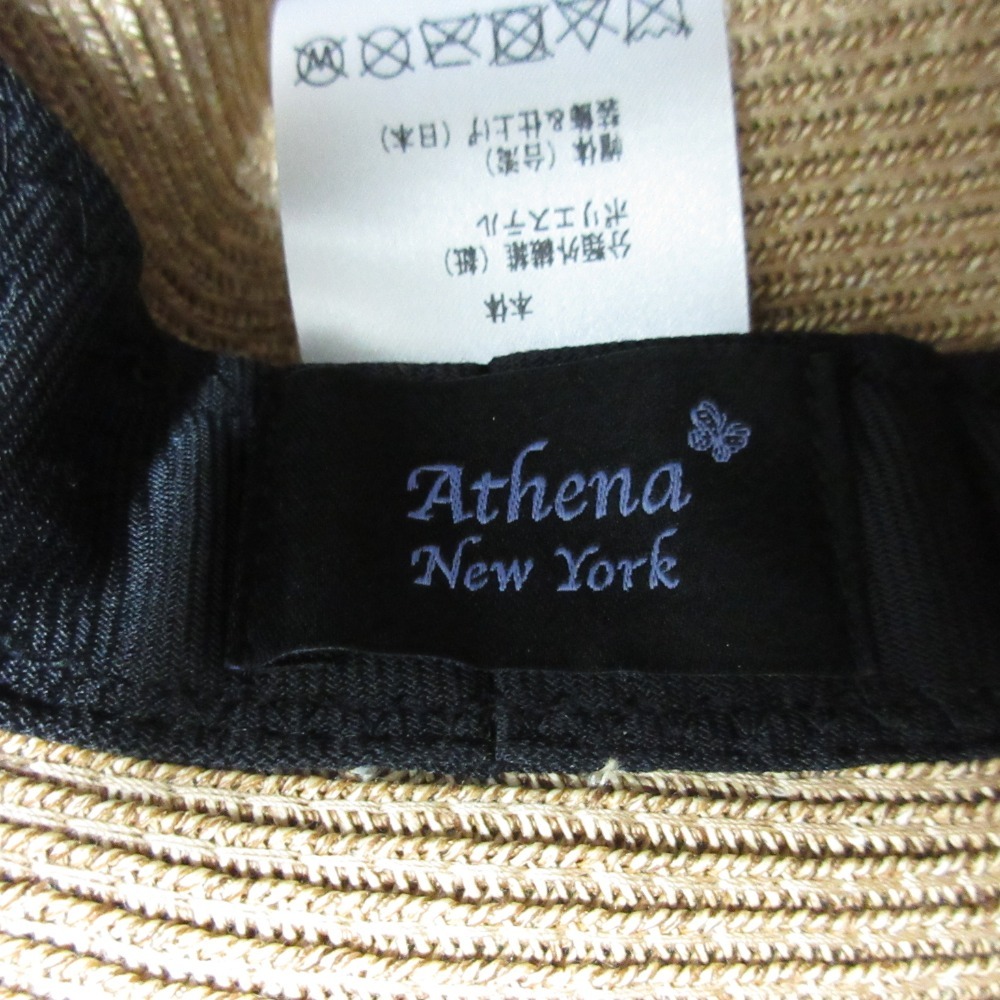 本体
分類外繊維（紙）
ポリエステル
帽体（台湾）
装飾&仕上げ（日本）
W
Athena
New York